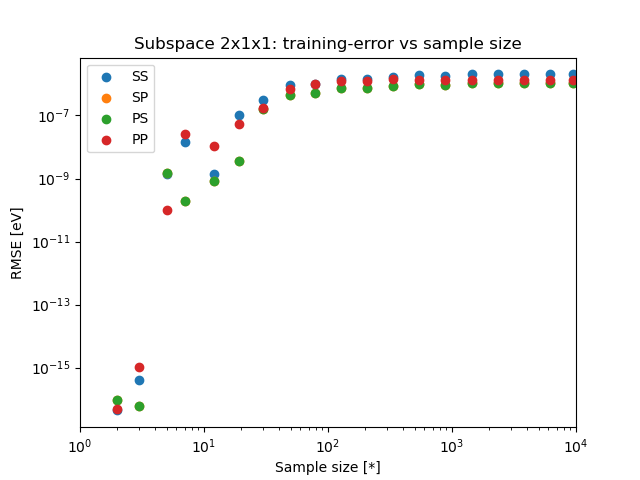 Subspace 2x1x1: training-error vs sample size
SS
SP
PS
PP
RMSE [eV]
10⁻⁷
10⁻⁹
10⁻¹¹
10⁻¹³
10⁻¹⁵
10⁰ 10¹ 10² 10³ 10⁴
Sample size [*]